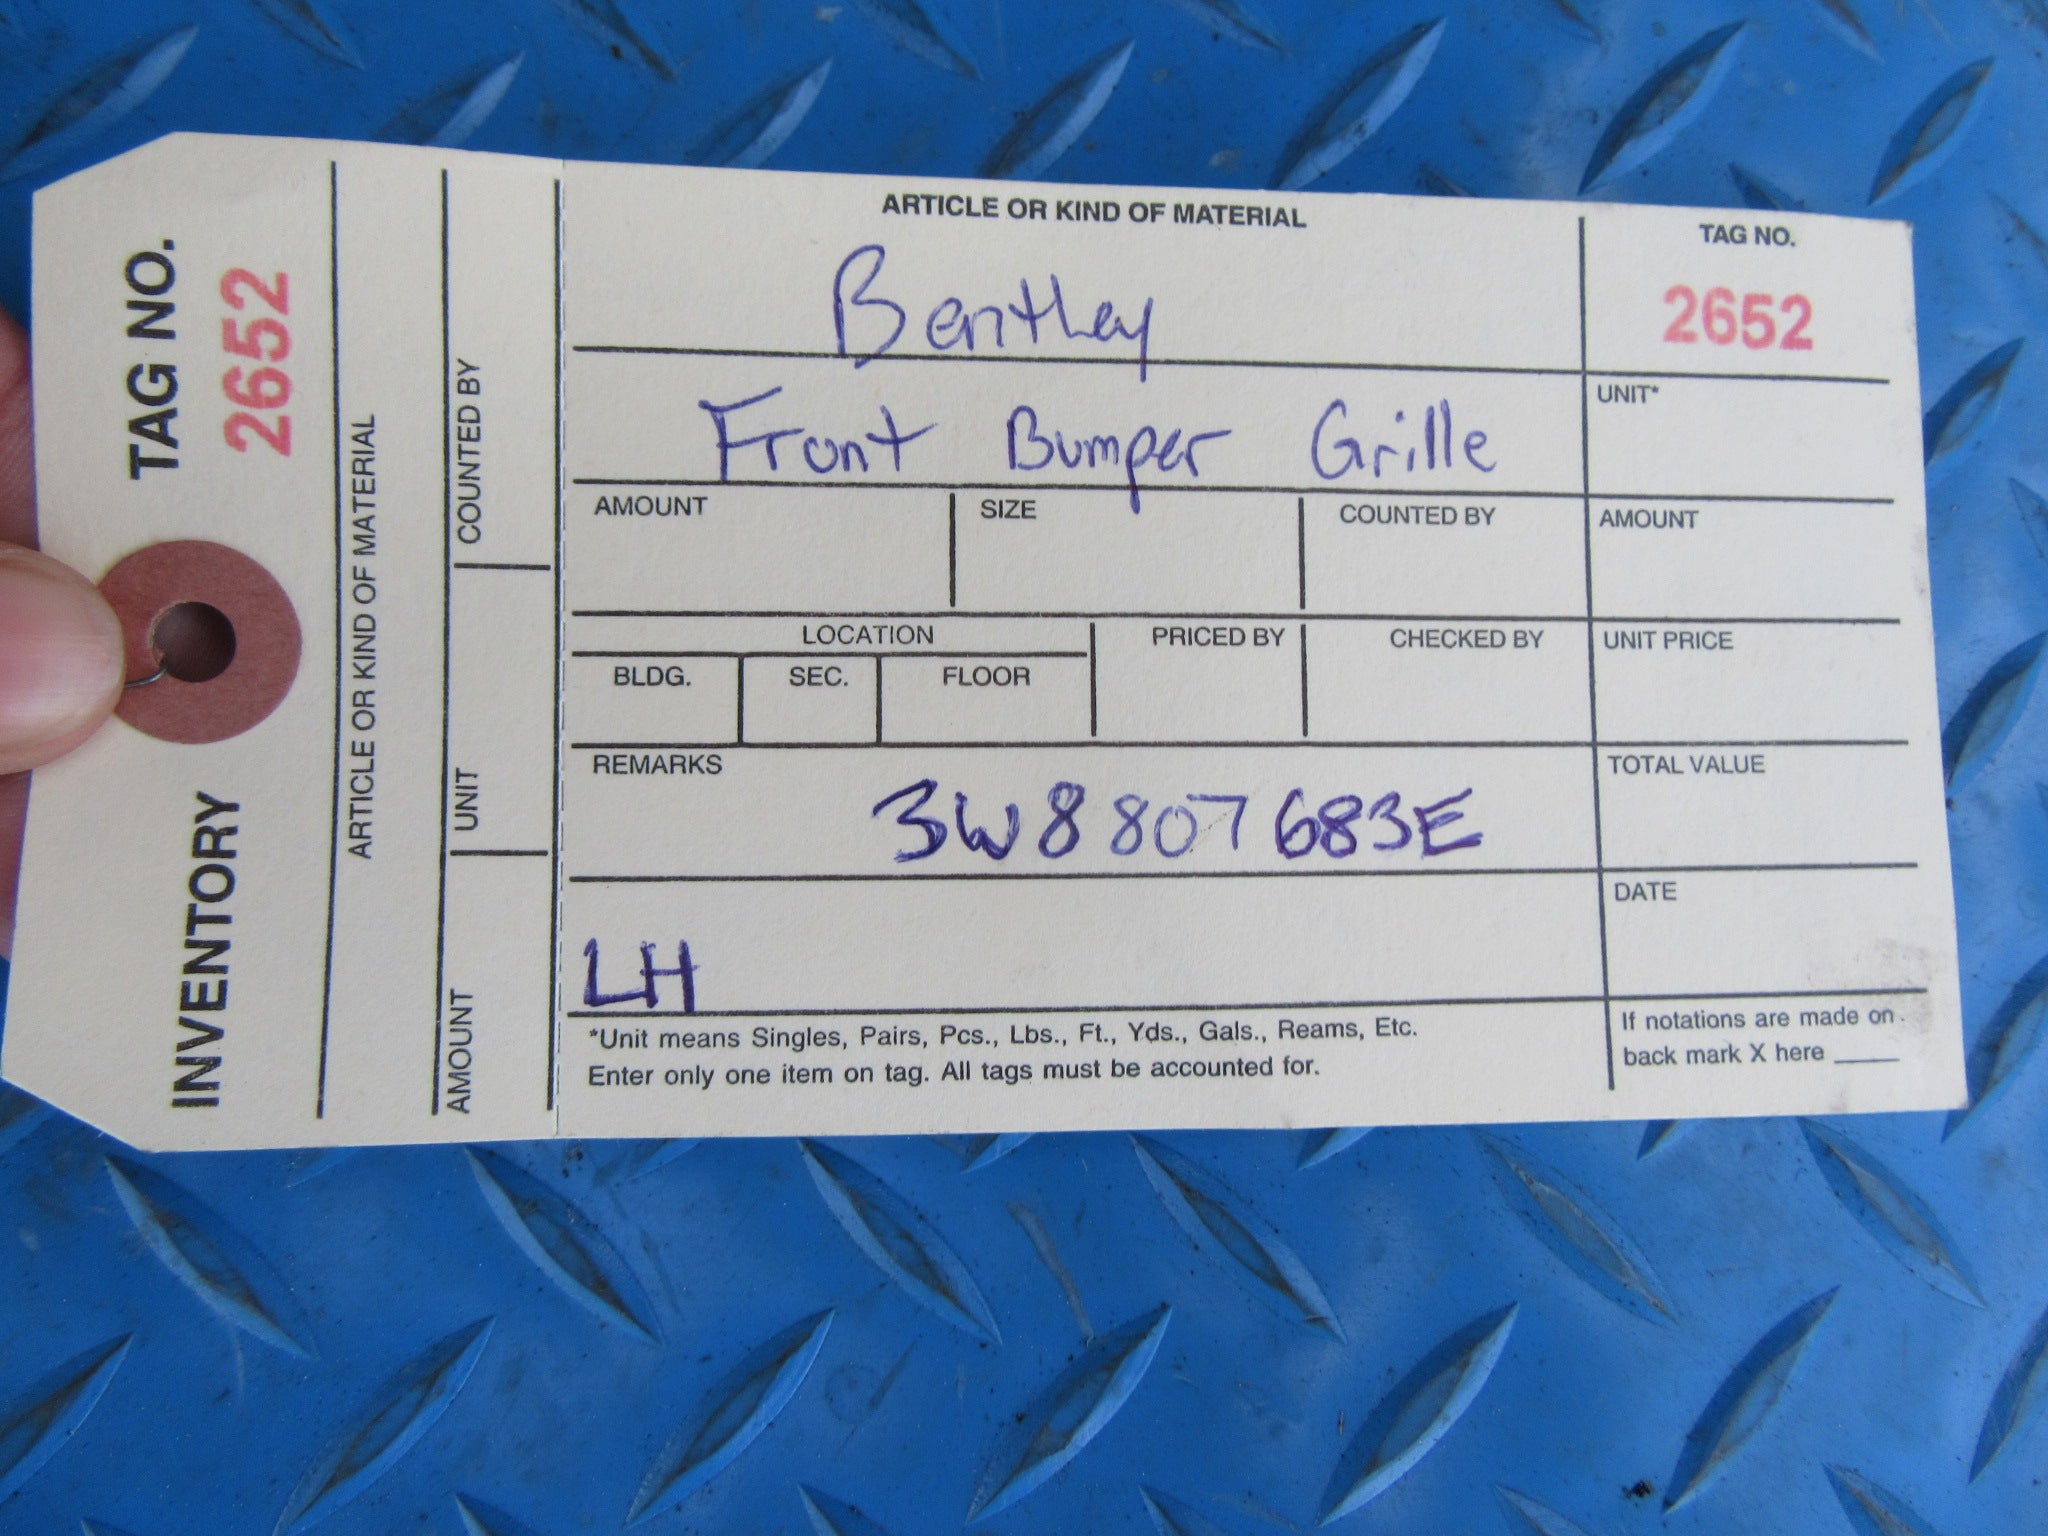 INVENTORY TAG NO. 2652
ARTICLE OR KIND OF MATERIAL
AMOUNT UNIT COUNTED BY
ARTICLE OR KIND OF MATERIAL
Bentley
Front Bumper Grille
TAG NO.
2652
UNIT*
AMOUNT SIZE COUNTED BY AMOUNT
LOCATION PRICED BY CHECKED BY UNIT PRICE
BLDG. SEC. FLOOR
REMARKS TOTAL VALUE
3W8807683E
DATE
LH
*Unit means Singles, Pairs, Pcs., Lbs., Ft., Yds., Gals., Reams, Etc.
Enter only one item on tag. All tags must be accounted for.
If notations are made on
back mark X here ____